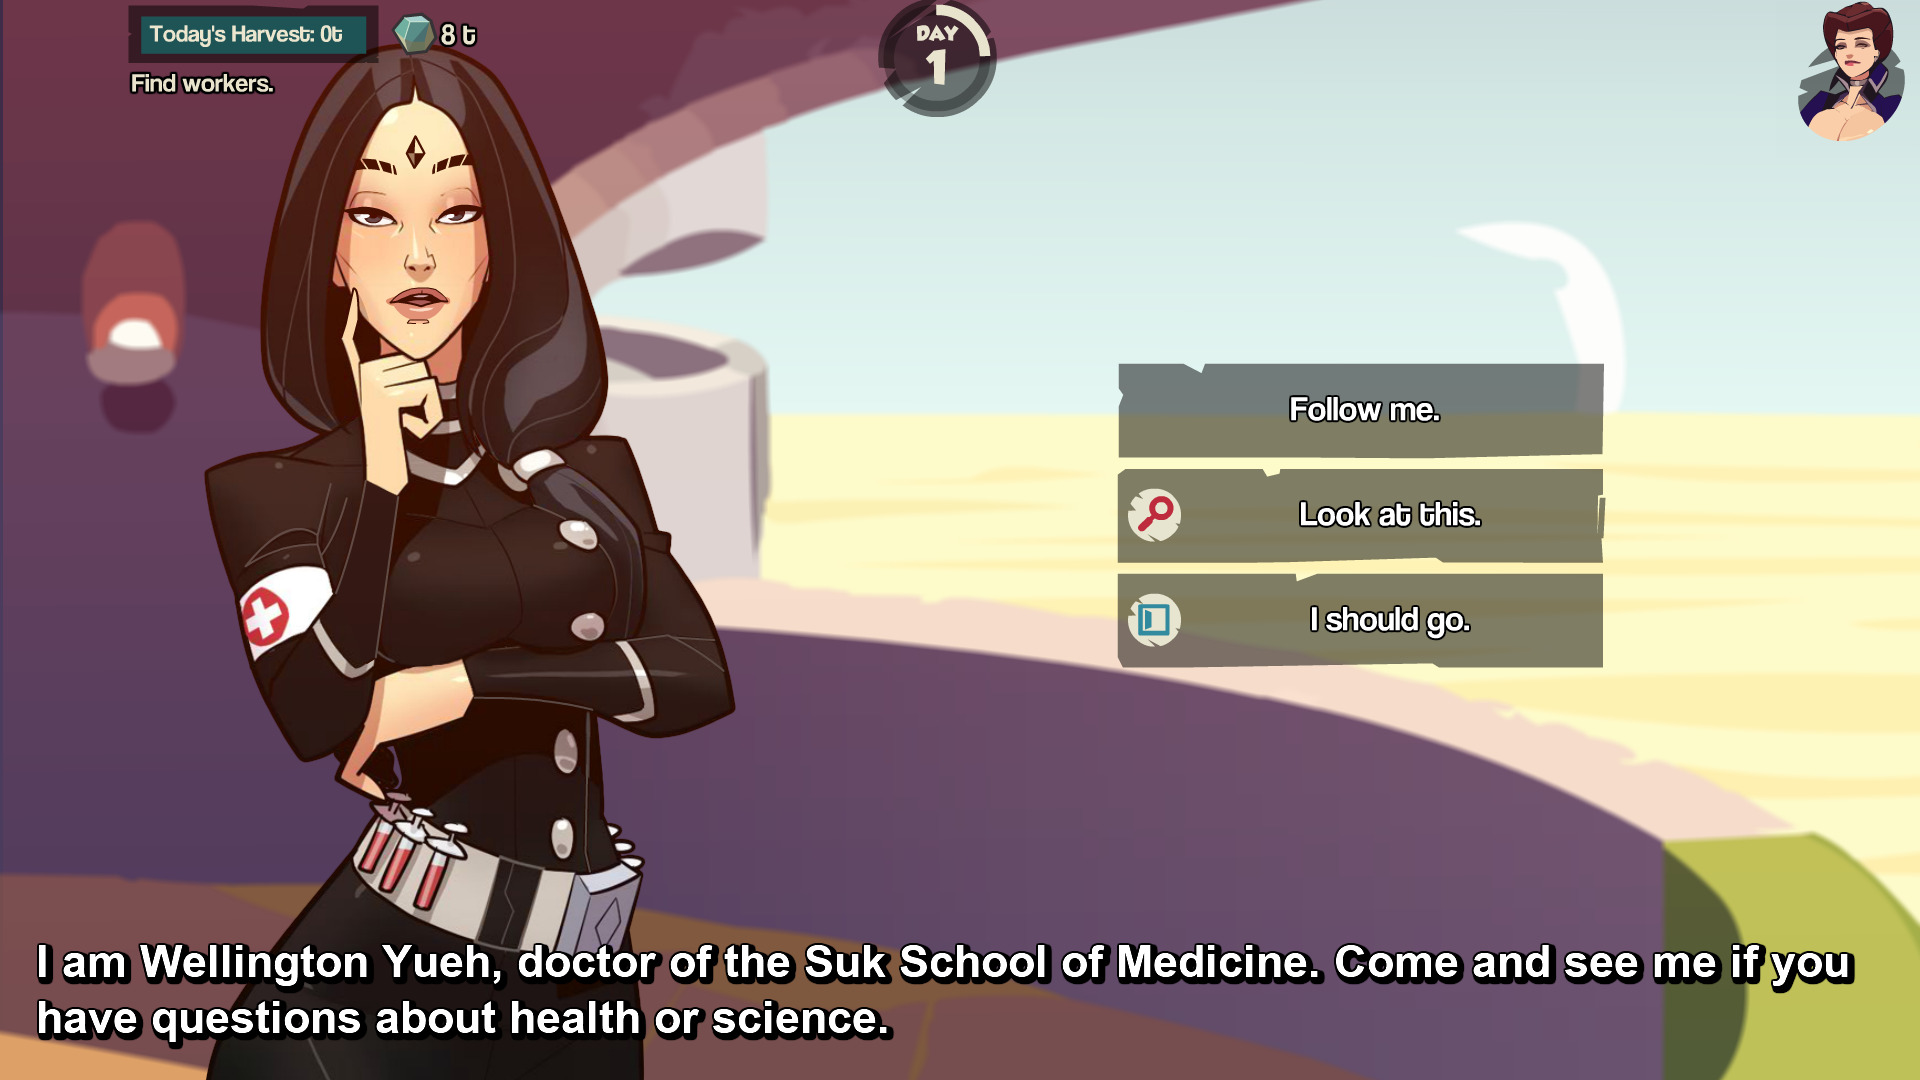 Today's Harvest: 0t
8 t
DAY
1
Find workers.
Follow me.
Look at this.
I should go.
I am Wellington Yueh, doctor of the Suk School of Medicine. Come and see me if you
have questions about health or science.